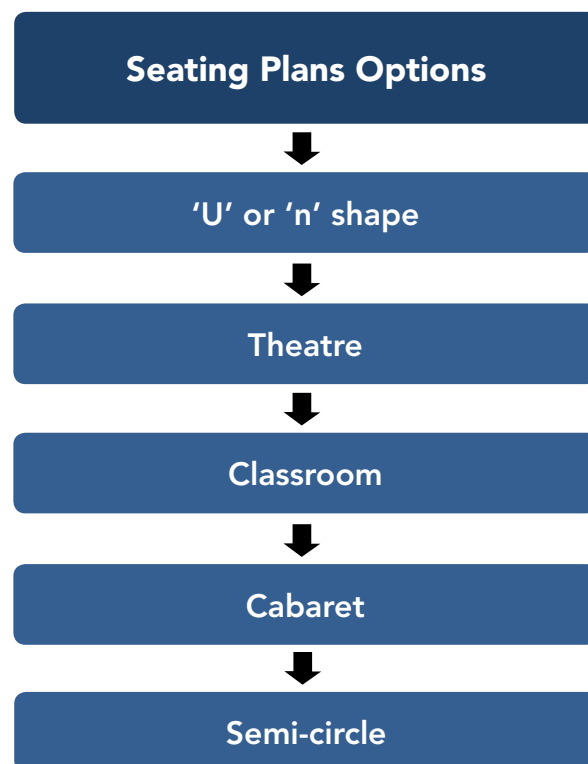 Seating Plans Options
‘U’ or ‘n’ shape
Theatre
Classroom
Cabaret
Semi-circle